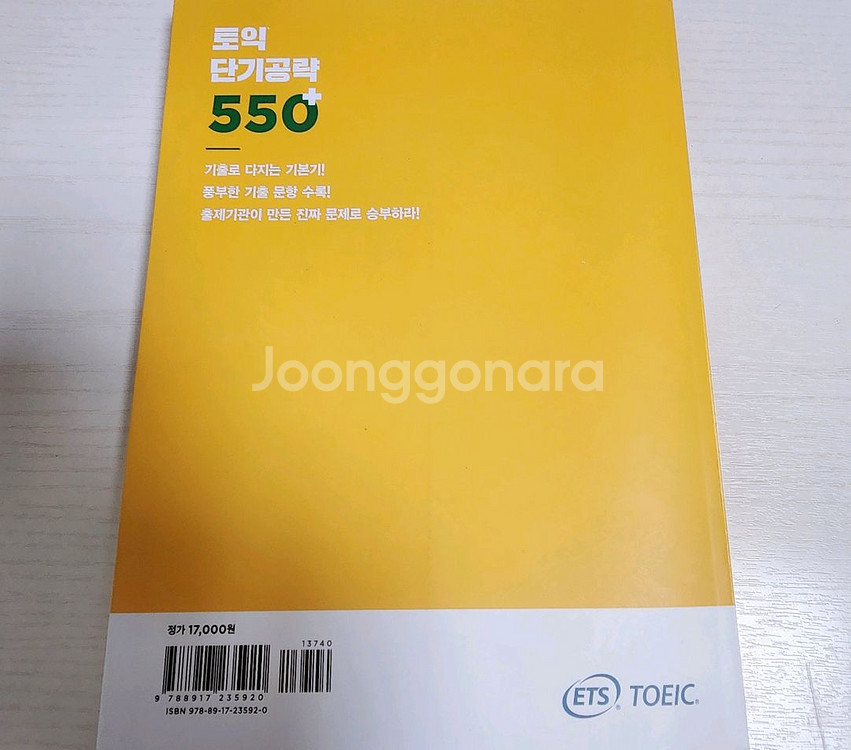 토익
단기공략
550+
기출로 다지는 기본기!
풍부한 기출 문항 수록!
출제기관이 만든 진짜 문제로 승부하라!
Joonggonara
정가 17,000원
13740
9 788917 235920
ISBN 978-89-17-23592-0
ETS® TOEIC®